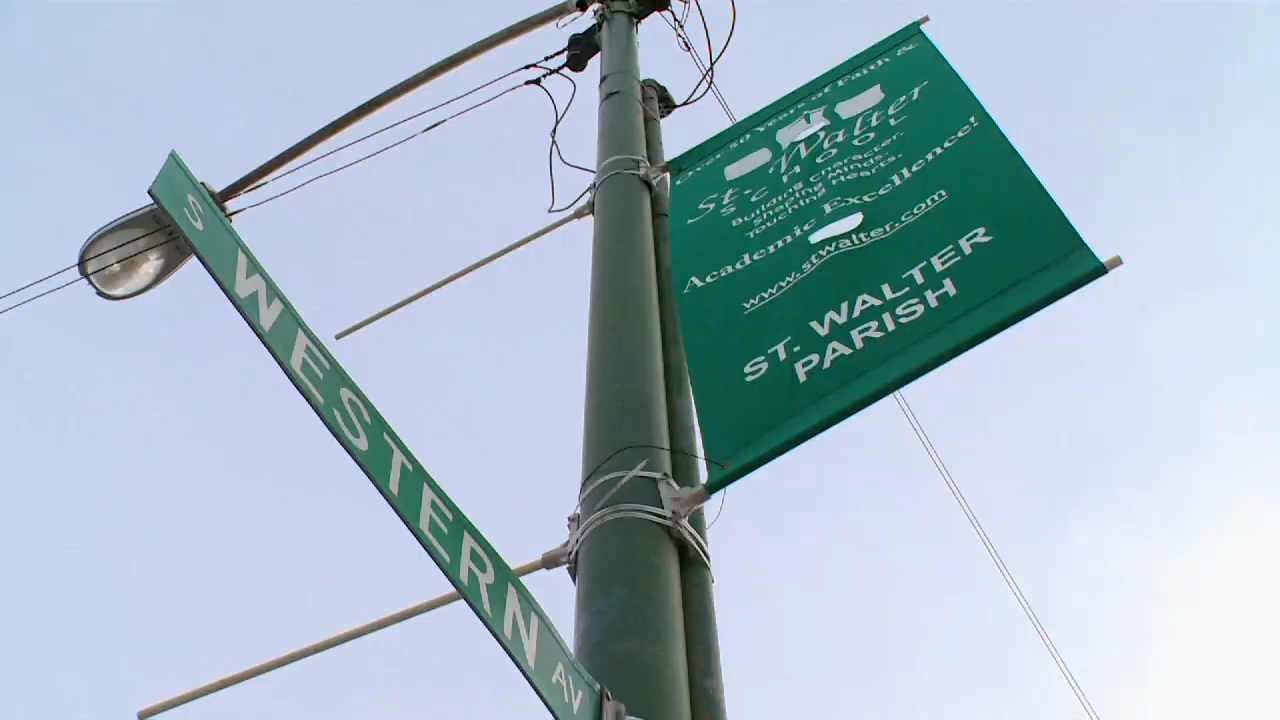 S WESTERN AV
Over 50 Years of Faith &
St. Walter
SCHOOL
Building Character.
Shaping Minds.
Touching Hearts.
Academic Excellence!
www.stwalter.com
ST. WALTER
PARISH